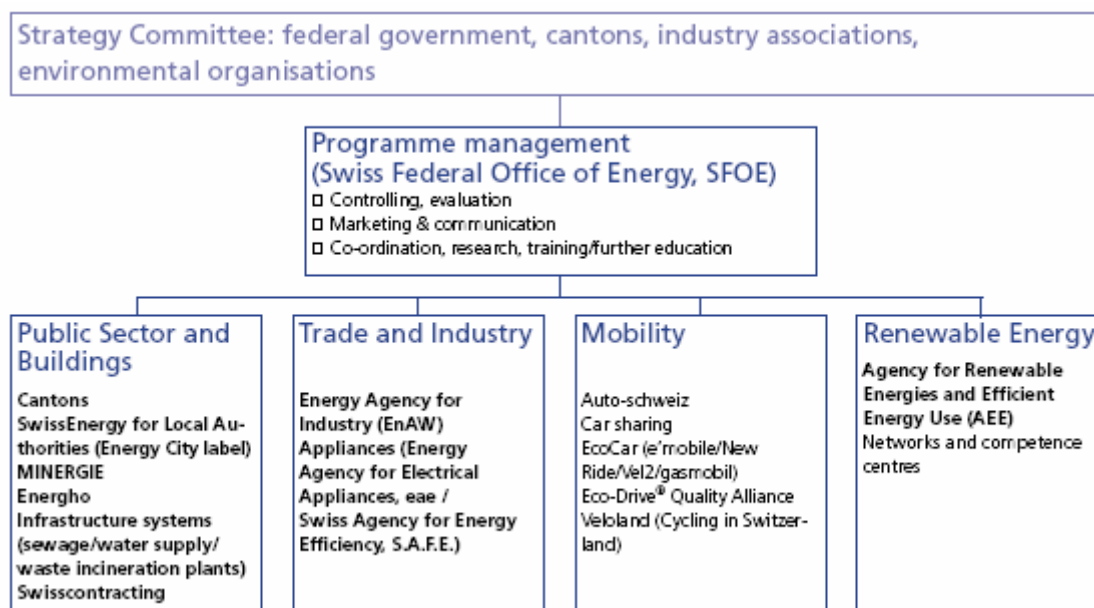 Strategy Committee: federal government, cantons, industry associations,
environmental organisations
Programme management
(Swiss Federal Office of Energy, SFOE)
☐ Controlling, evaluation
☐ Marketing & communication
☐ Co-ordination, research, training/further education
Public Sector and
Buildings
Cantons
SwissEnergy for Local Au-
thorities (Energy City label)
MINERGIE
Energho
Infrastructure systems
(sewage/water supply/
waste incineration plants)
Swisscontracting
Trade and Industry
Energy Agency for
Industry (EnAW)
Appliances (Energy
Agency for Electrical
Appliances, eae /
Swiss Agency for Energy
Efficiency, S.A.F.E.)
Mobility
Auto-schweiz
Car sharing
EcoCar (e'mobile/New
Ride/Vel2/gasmobil)
Eco-Drive® Quality Alliance
Veloland (Cycling in Switzer-
land)
Renewable Energy
Agency for Renewable
Energies and Efficient
Energy Use (AEE)
Networks and competence
centres